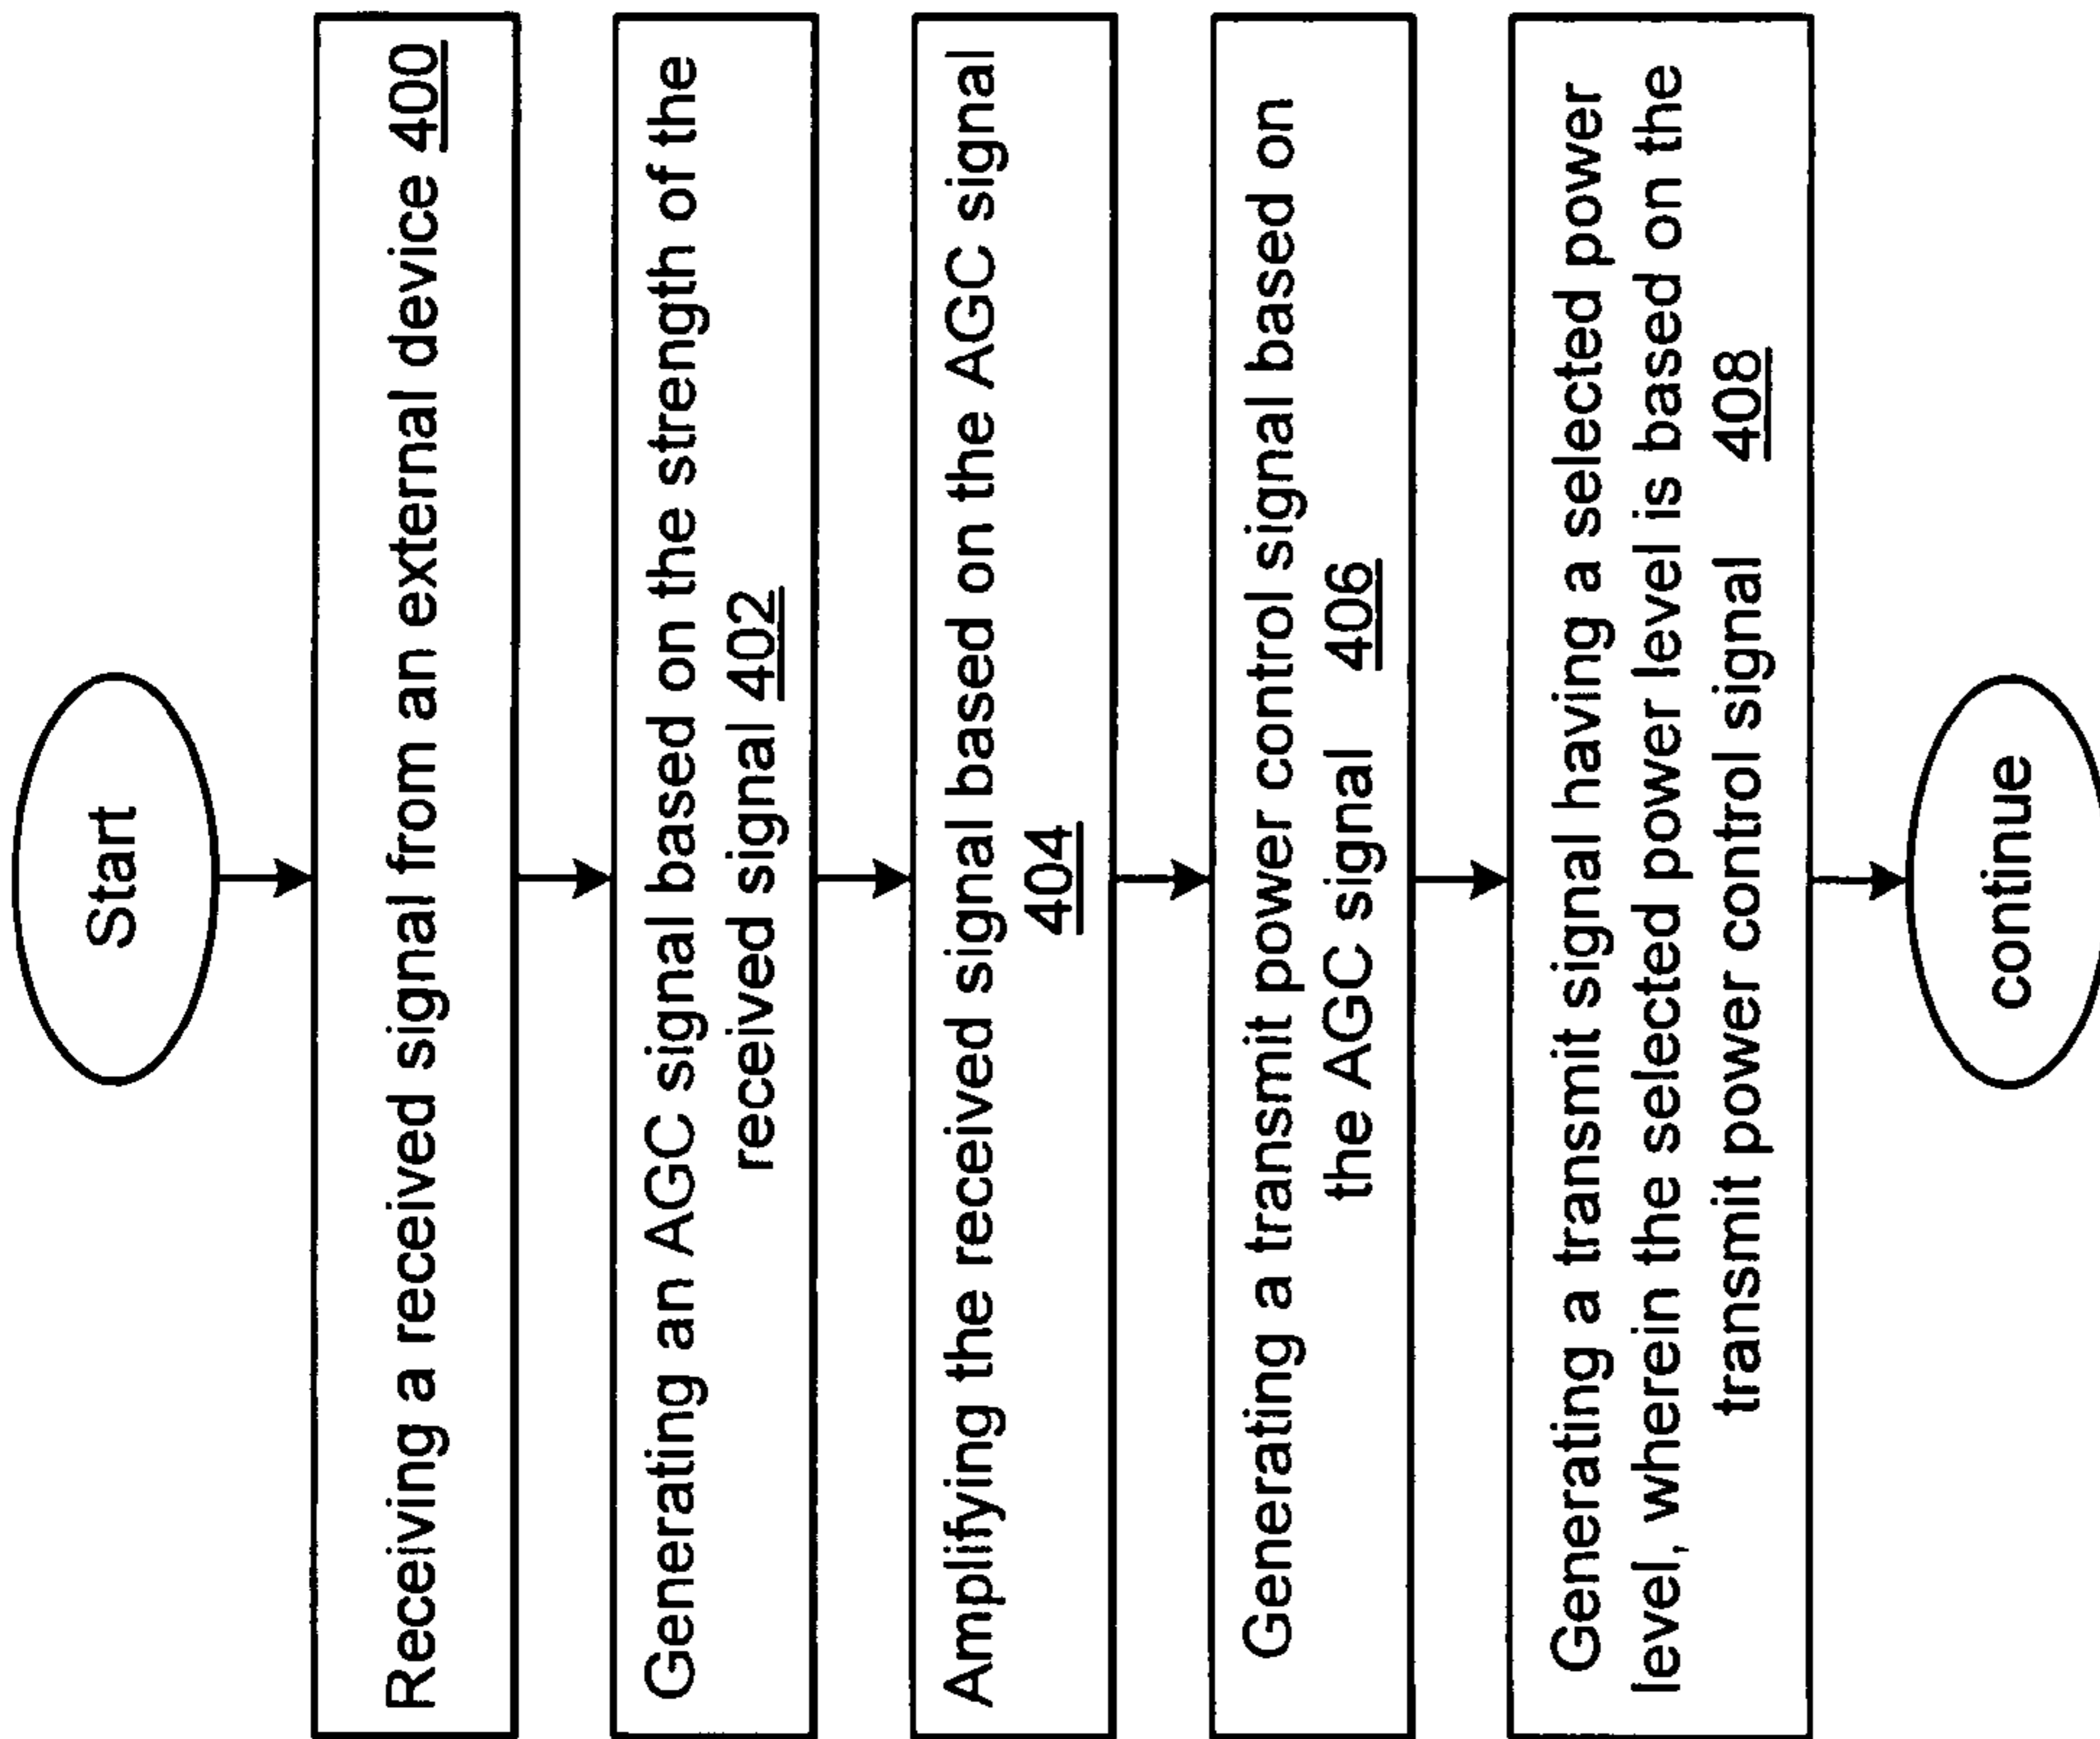 Start
Receiving a received signal from an external device 400
Generating an AGC signal based on the strength of the
received signal 402
Amplifying the received signal based on the AGC signal
404
Generating a transmit power control signal based on
the AGC signal 406
Generating a transmit signal having a selected power
level, wherein the selected power level is based on the
transmit power control signal 408
continue